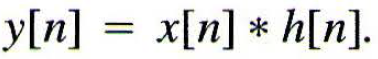 y[n] = x[n] * h[n].